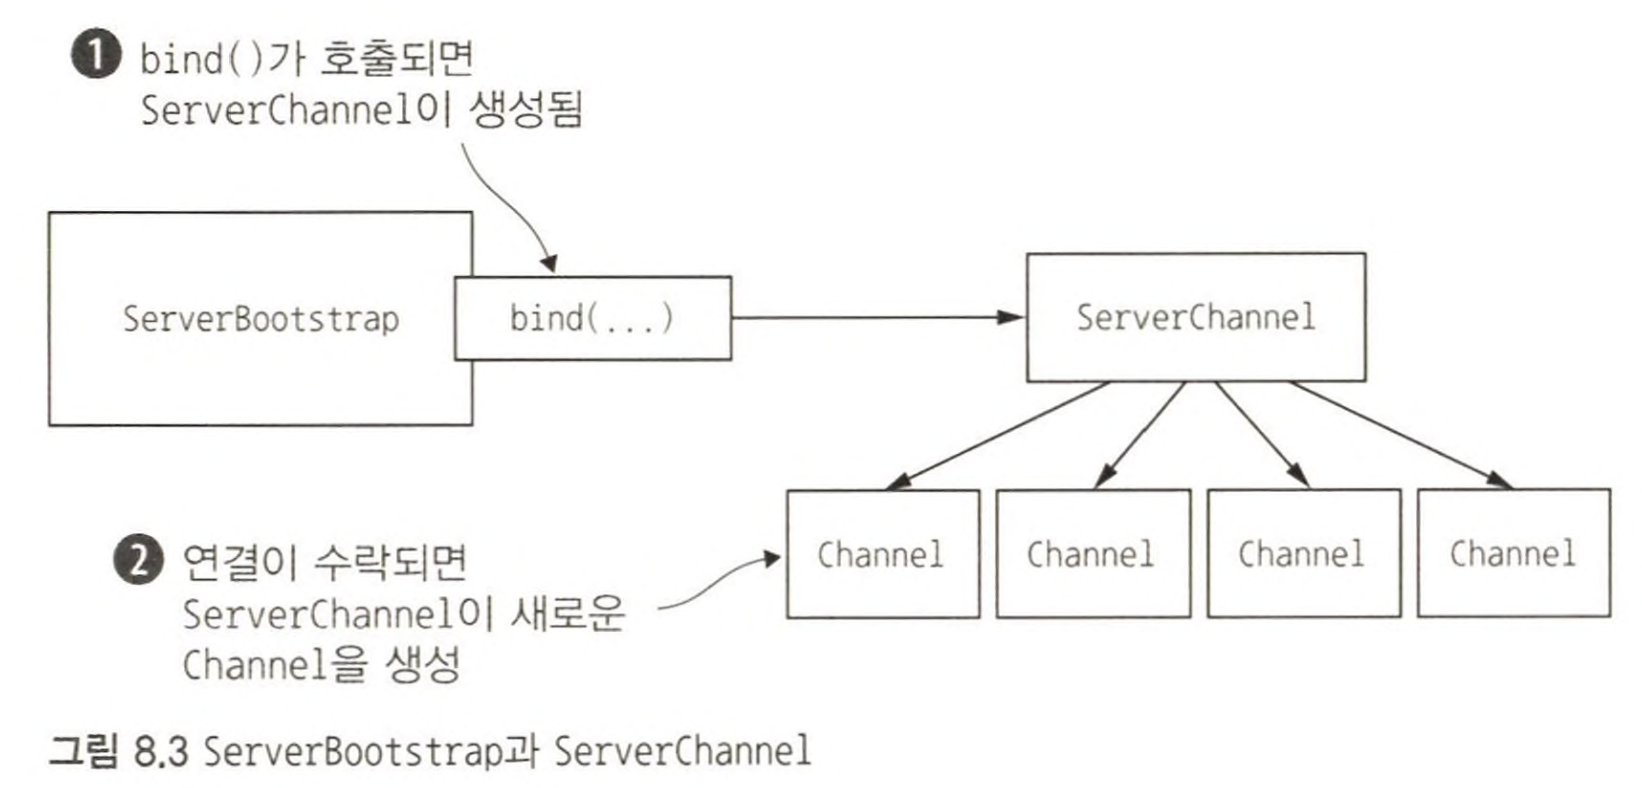 1 bind()가 호출되면
ServerChannel이 생성됨
ServerBootstrap
bind(...)
ServerChannel
Channel
Channel
Channel
Channel
2 연결이 수락되면
ServerChannel이 새로운
Channel을 생성
그림 8.3 ServerBootstrap과 ServerChannel